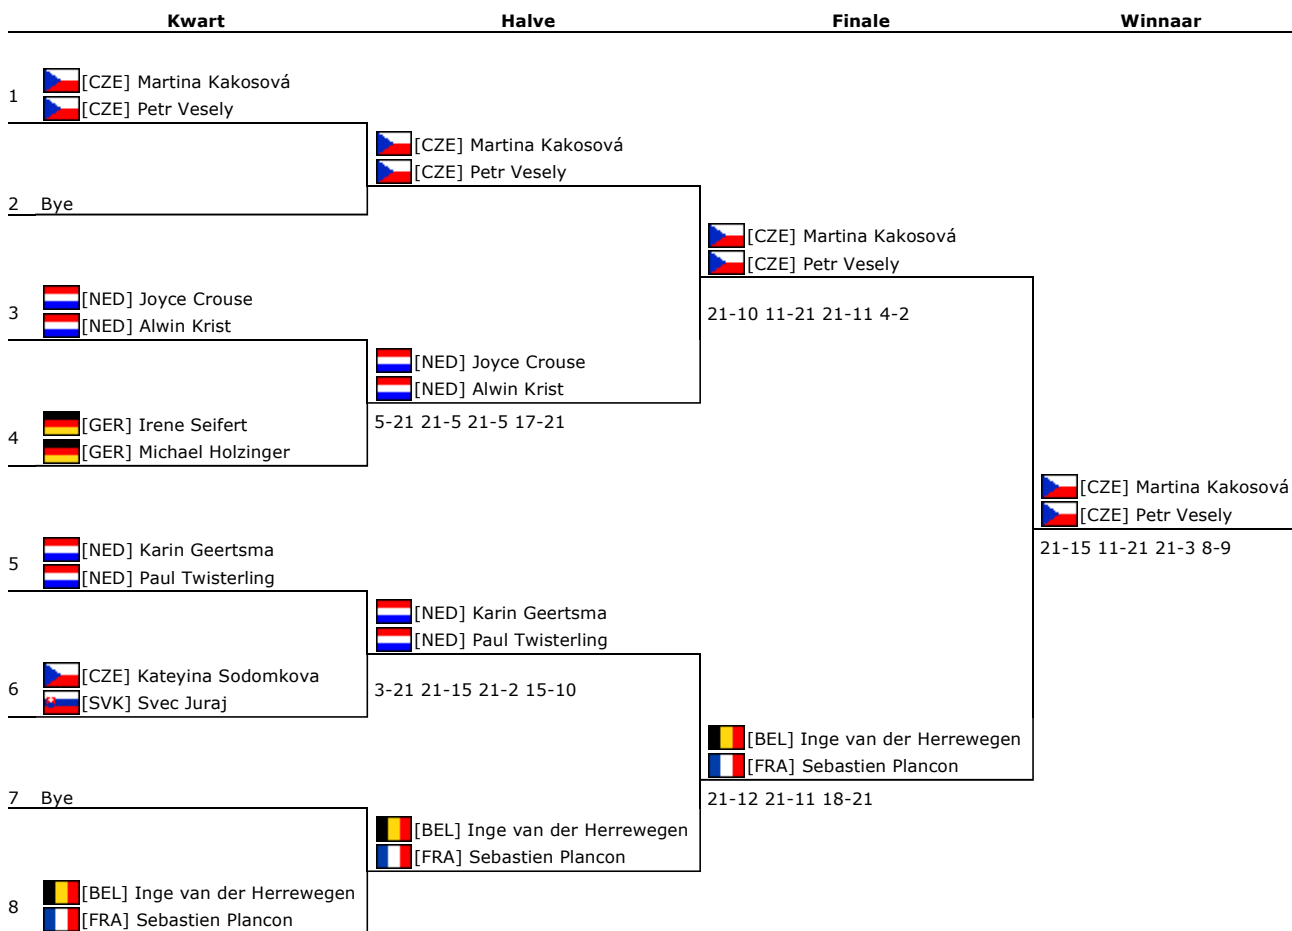 Kwart Halve Finale Winnaar
[CZE] Martina Kakosová
1
[CZE] Petr Vesely
[CZE] Martina Kakosová
[CZE] Petr Vesely
2 Bye
[CZE] Martina Kakosová
[CZE] Petr Vesely
[NED] Joyce Crouse
3
[NED] Alwin Krist
21-10 11-21 21-11 4-2
[NED] Joyce Crouse
[NED] Alwin Krist
5-21 21-5 21-5 17-21
[GER] Irene Seifert
4
[GER] Michael Holzinger
[CZE] Martina Kakosová
[CZE] Petr Vesely
21-15 11-21 21-3 8-9
[NED] Karin Geertsma
5
[NED] Paul Twisterling
[NED] Karin Geertsma
[NED] Paul Twisterling
3-21 21-15 21-2 15-10
[CZE] Kateyina Sodomkova
6
[SVK] Svec Juraj
[BEL] Inge van der Herrewegen
[FRA] Sebastien Plancon
21-12 21-11 18-21
7 Bye
[BEL] Inge van der Herrewegen
[FRA] Sebastien Plancon
[BEL] Inge van der Herrewegen
8
[FRA] Sebastien Plancon